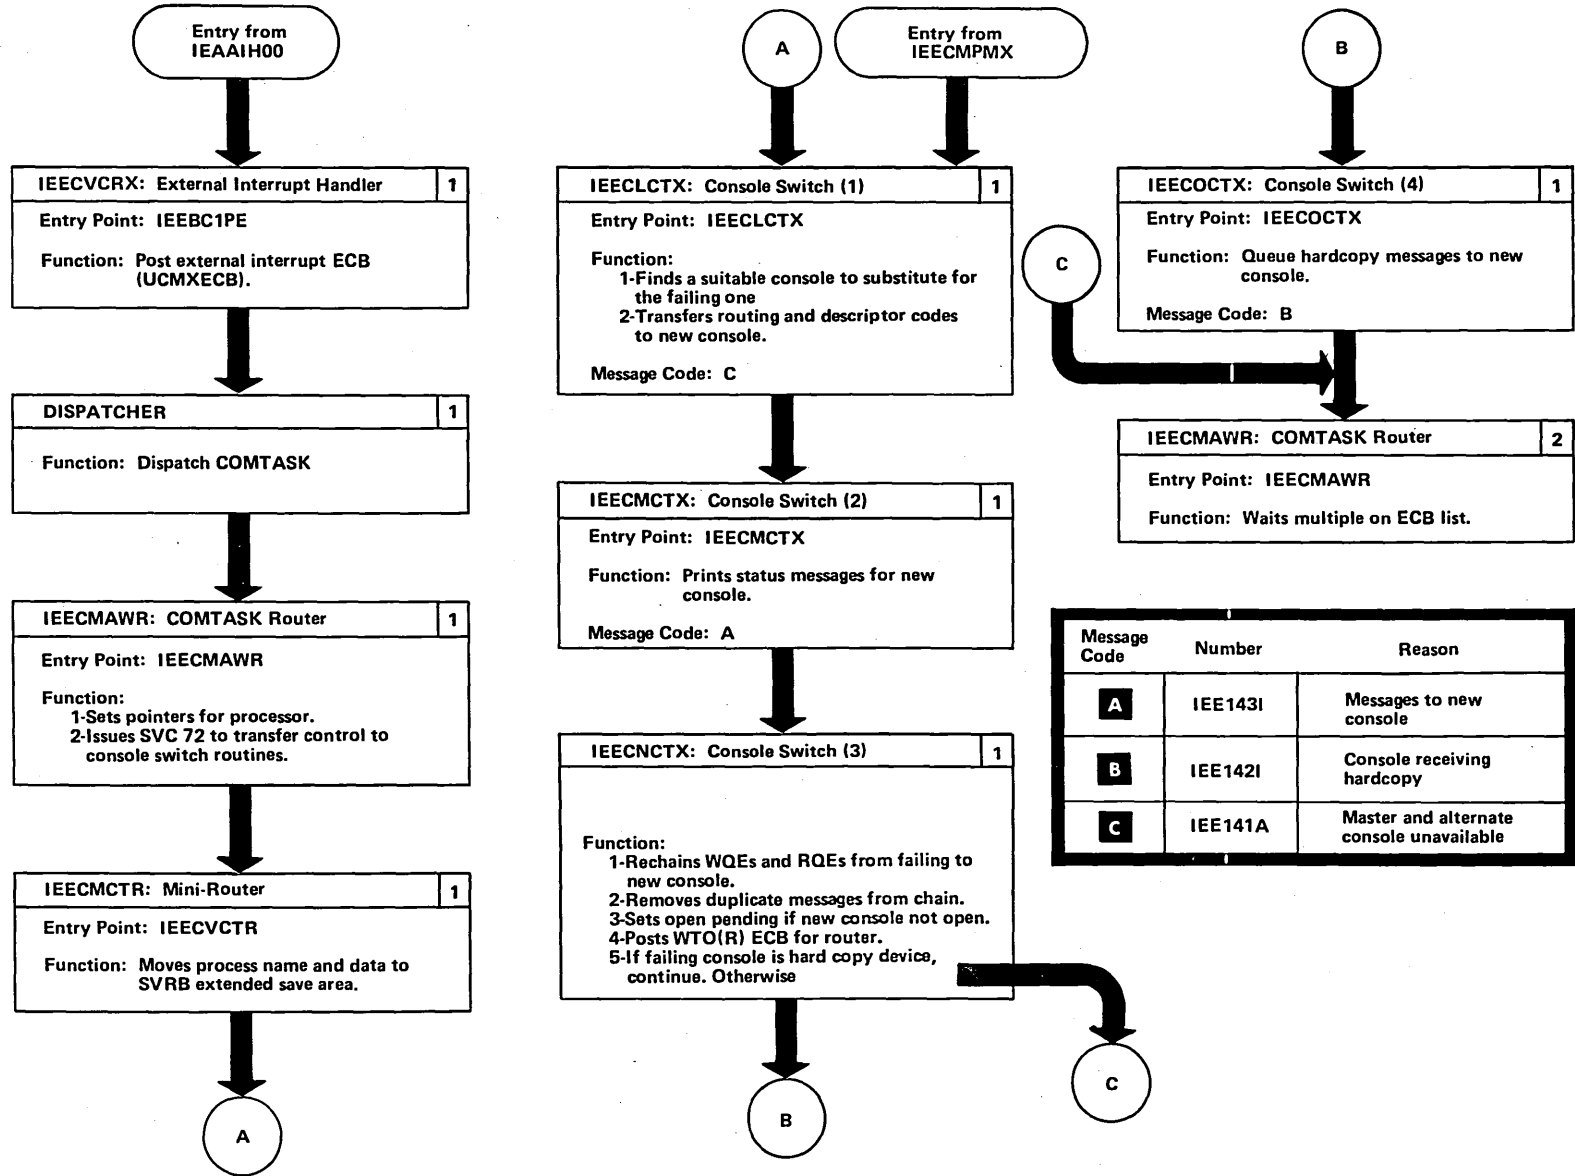 Entry from
IEAAIH00
IEECVCRX: External Interrupt Handler 1
Entry Point: IEEBC1PE
Function: Post external interrupt ECB
(UCMXECB).
DISPATCHER 1
Function: Dispatch COMTASK
IEECMAWR: COMTASK Router 1
Entry Point: IEECMAWR
Function:
1-Sets pointers for processor.
2-Issues SVC 72 to transfer control to
console switch routines.
IEECMCTR: Mini-Router 1
Entry Point: IEECVCTR
Function: Moves process name and data to
SVRB extended save area.
A
A
Entry from
IEECMPMX
IEECLCTX: Console Switch (1) 1
Entry Point: IEECLCTX
Function:
1-Finds a suitable console to substitute for
the failing one
2-Transfers routing and descriptor codes
to new console.
Message Code: C
IEECMCTX: Console Switch (2) 1
Entry Point: IEECMCTX
Function: Prints status messages for new
console.
Message Code: A
IEECNCTX: Console Switch (3) 1
Function:
1-Rechains WQEs and RQEs from failing to
new console.
2-Removes duplicate messages from chain.
3-Sets open pending if new console not open.
4-Posts WTO(R) ECB for router.
5-If failing console is hard copy device,
continue. Otherwise
B
C
B
IEECOCTX: Console Switch (4) 1
Entry Point: IEECOCTX
Function: Queue hardcopy messages to new
console.
Message Code: B
C
IEECMAWR: COMTASK Router 2
Entry Point: IEECMAWR
Function: Waits multiple on ECB list.
Message
Code
Number
Reason
A
IEE143I
Messages to new
console
B
IEE142I
Console receiving
hardcopy
C
IEE141A
Master and alternate
console unavailable